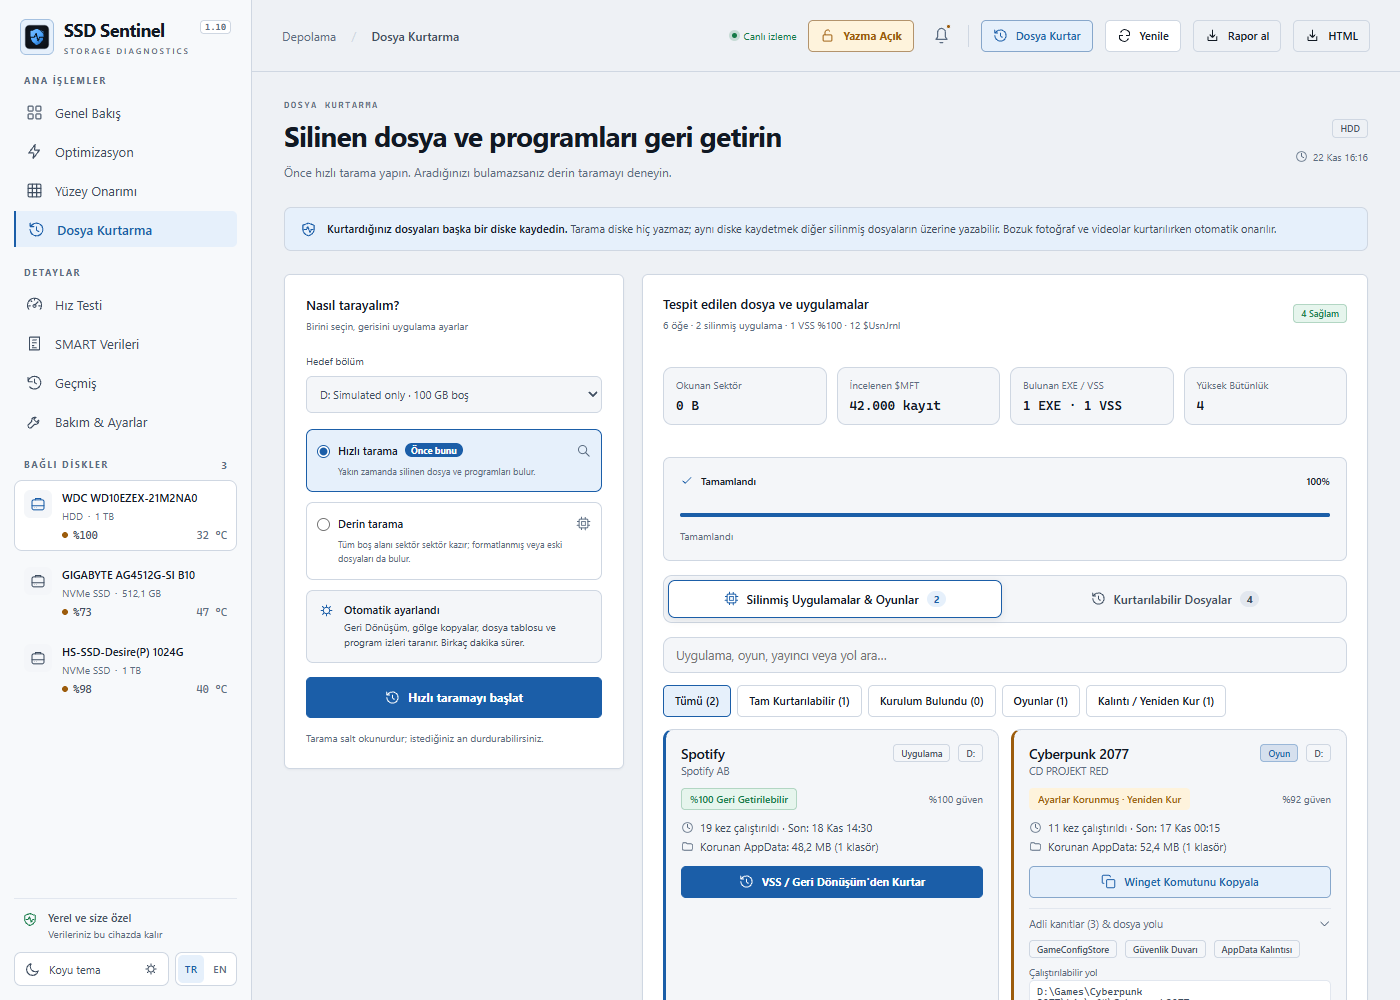 SSD Sentinel
1.10
STORAGE DIAGNOSTICS
ANA İŞLEMLER
Genel Bakış
Optimizasyon
Yüzey Onarımı
Dosya Kurtarma
DETAYLAR
Hız Testi
SMART Verileri
Geçmiş
Bakım & Ayarlar
BAĞLI DİSKLER 3
WDC WD10EZEX-21M2NA0
HDD · 1 TB
%100 32 °C
GIGABYTE AG4512G-SI B10
NVMe SSD · 512,1 GB
%73 47 °C
HS-SSD-Desire(P) 1024G
NVMe SSD · 1 TB
%98 40 °C
Yerel ve size özel
Verileriniz bu cihazda kalır
Koyu tema
TR EN
Depolama / Dosya Kurtarma
Canlı izleme
Yazma Açık
Dosya Kurtar
Yenile
Rapor al
HTML
DOSYA KURTARMA
Silinen dosya ve programları geri getirin
Önce hızlı tarama yapın. Aradığınızı bulamazsanız derin taramayı deneyin.
HDD
22 Kas 16:16
Kurtardığınız dosyaları başka bir diske kaydedin. Tarama diske hiç yazmaz; aynı diske kaydetmek diğer silinmiş dosyaların üzerine yazabilir. Bozuk fotoğraf ve videolar kurtarılırken otomatik onarılır.
Nasıl tarayalım?
Birini seçin, gerisini uygulama ayarlar
Hedef bölüm
D: Simulated only · 100 GB boş
Hızlı tarama Önce bunu
Yakın zamanda silinen dosya ve programları bulur.
Derin tarama
Tüm boş alanı sektör sektör kazır; formatlanmış veya eski
dosyaları da bulur.
Otomatik ayarlandı
Geri Dönüşüm, gölge kopyalar, dosya tablosu ve
program izleri taranır. Birkaç dakika sürer.
Hızlı taramayı başlat
Tarama salt okunurdur; istediğiniz an durdurabilirsiniz.
Tespit edilen dosya ve uygulamalar
6 öğe · 2 silinmiş uygulama · 1 VSS %100 · 12 $UsnJrnl
4 Sağlam
Okunan Sektör
0 B
İncelenen $MFT
42.000 kayıt
Bulunan EXE / VSS
1 EXE · 1 VSS
Yüksek Bütünlük
4
Tamamlandı 100%
Tamamlandı
Silinmiş Uygulamalar & Oyunlar 2
Kurtarılabilir Dosyalar 4
Uygulama, oyun, yayıncı veya yol ara...
Tümü (2)
Tam Kurtarılabilir (1)
Kurulum Bulundu (0)
Oyunlar (1)
Kalıntı / Yeniden Kur (1)
Spotify
Uygulama D:
Spotify AB
%100 Geri Getirilebilir
%100 güven
19 kez çalıştırıldı · Son: 18 Kas 14:30
Korunan AppData: 48,2 MB (1 klasör)
VSS / Geri Dönüşüm'den Kurtar
Cyberpunk 2077
Oyun D:
CD PROJEKT RED
Ayarlar Korunmuş · Yeniden Kur
%92 güven
11 kez çalıştırıldı · Son: 17 Kas 00:15
Korunan AppData: 52,4 MB (1 klasör)
Winget Komutunu Kopyala
Adli kanıtlar (3) & dosya yolu
GameConfigStore
Güvenlik Duvarı
AppData Kalıntısı
Çalıştırılabilir yol
D:\Games\Cyberpunk